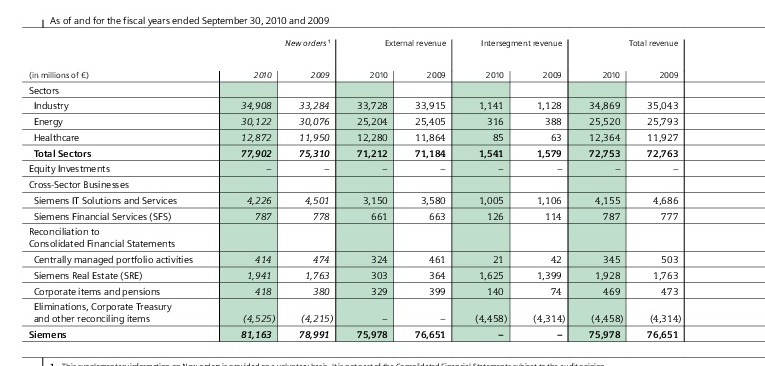 As of and for the fiscal years ended September 30, 2010 and 2009
New orders¹ External revenue Intersegment revenue Total revenue
(in millions of €) 2010 2009 2010 2009 2010 2009 2010 2009
Sectors
Industry 34,908 33,284 33,728 33,915 1,141 1,128 34,869 35,043
Energy 30,122 30,076 25,204 25,405 316 388 25,520 25,793
Healthcare 12,872 11,950 12,280 11,864 85 63 12,364 11,927
Total Sectors 77,902 75,310 71,212 71,184 1,541 1,579 72,753 72,763
Equity Investments – – – – – – – –
Cross-Sector Businesses
Siemens IT Solutions and Services 4,226 4,501 3,150 3,580 1,005 1,106 4,155 4,686
Siemens Financial Services (SFS) 787 778 661 663 126 114 787 777
Reconciliation to
Consolidated Financial Statements
Centrally managed portfolio activities 414 474 324 461 21 42 345 503
Siemens Real Estate (SRE) 1,941 1,763 303 364 1,625 1,399 1,928 1,763
Corporate items and pensions 418 380 329 399 140 74 469 473
Eliminations, Corporate Treasury
and other reconciling items (4,525) (4,215) – – (4,458) (4,314) (4,458) (4,314)
Siemens 81,163 78,991 75,978 76,651 – – 75,978 76,651